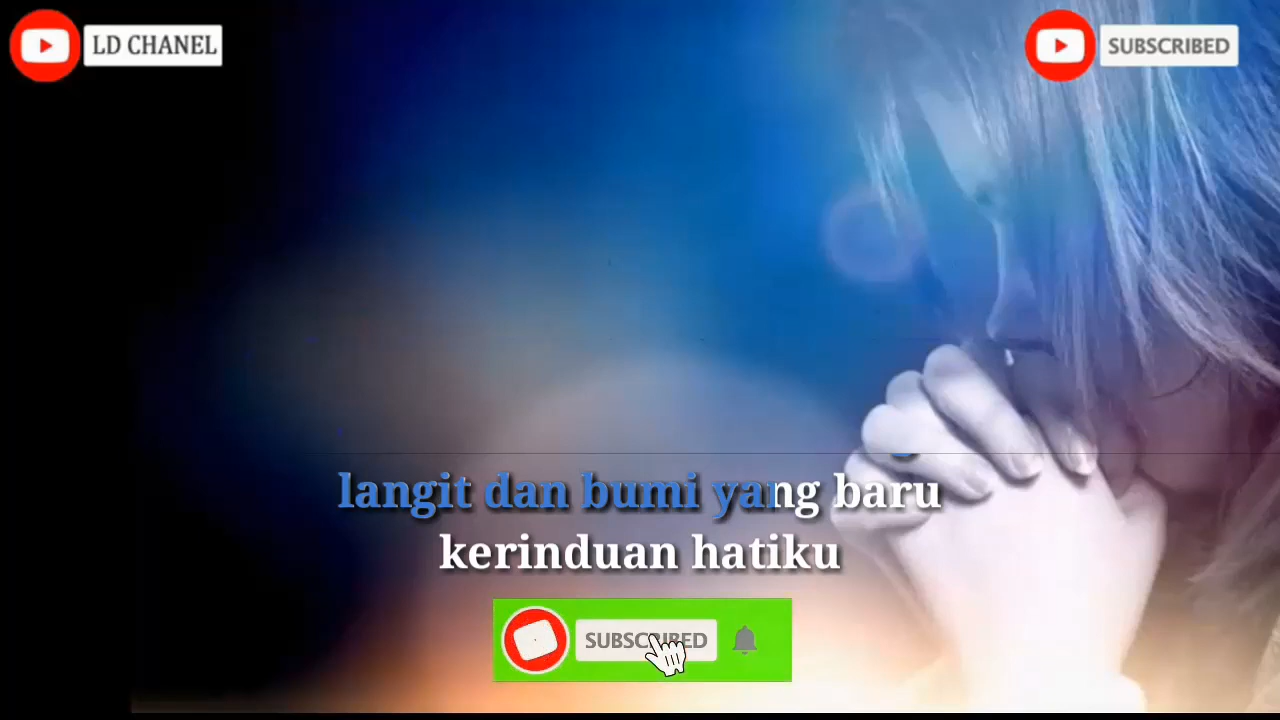 LD CHANEL
SUBSCRIBED
langit dan bumi yang baru
kerinduan hatiku
SUBSCRIBED